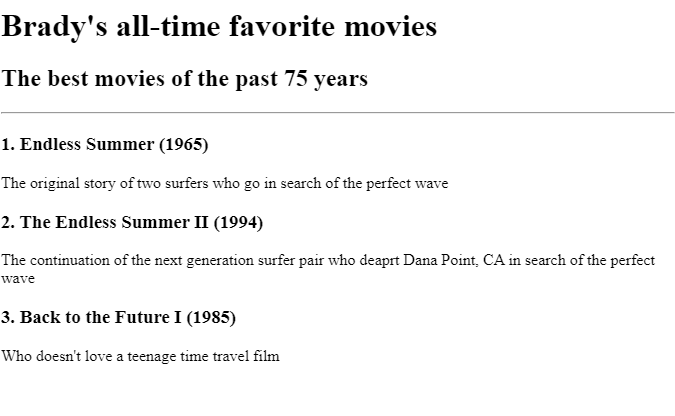 Brady's all-time favorite movies
The best movies of the past 75 years
1. Endless Summer (1965)
The original story of two surfers who go in search of the perfect wave
2. The Endless Summer II (1994)
The continuation of the next generation surfer pair who deaprt Dana Point, CA in search of the perfect
wave
3. Back to the Future I (1985)
Who doesn't love a teenage time travel film